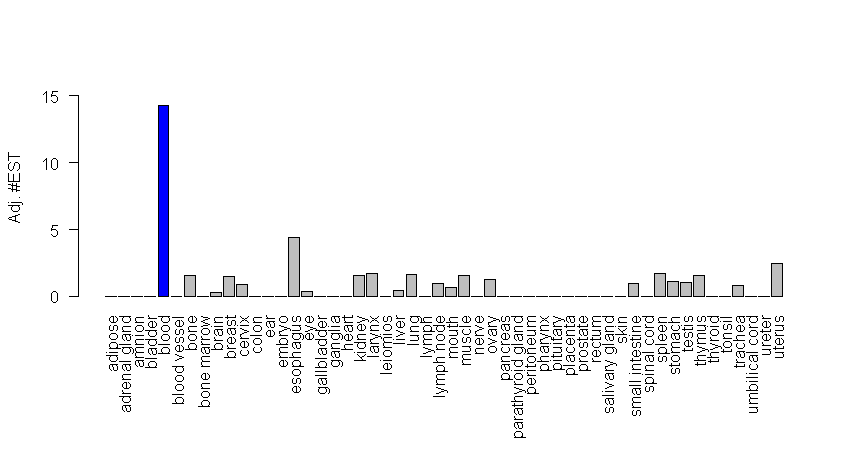 Adj. #EST
15
10
5
0
adipose
adrenal gland
amnion
bladder
blood
blood vessel
bone
bone marrow
brain
breast
cervix
colon
ear
embryo
esophagus
eye
gallbladder
ganglia
heart
kidney
larynx
leiomios
liver
lung
lymph
lymph node
mouth
muscle
nerve
ovary
pancreas
parathyroid gland
peritoneum
pharynx
pituitary
placenta
prostate
rectum
salivary gland
skin
small intestine
spinal cord
spleen
stomach
testis
thymus
thyroid
tonsil
trachea
umbilical cord
ureter
uterus